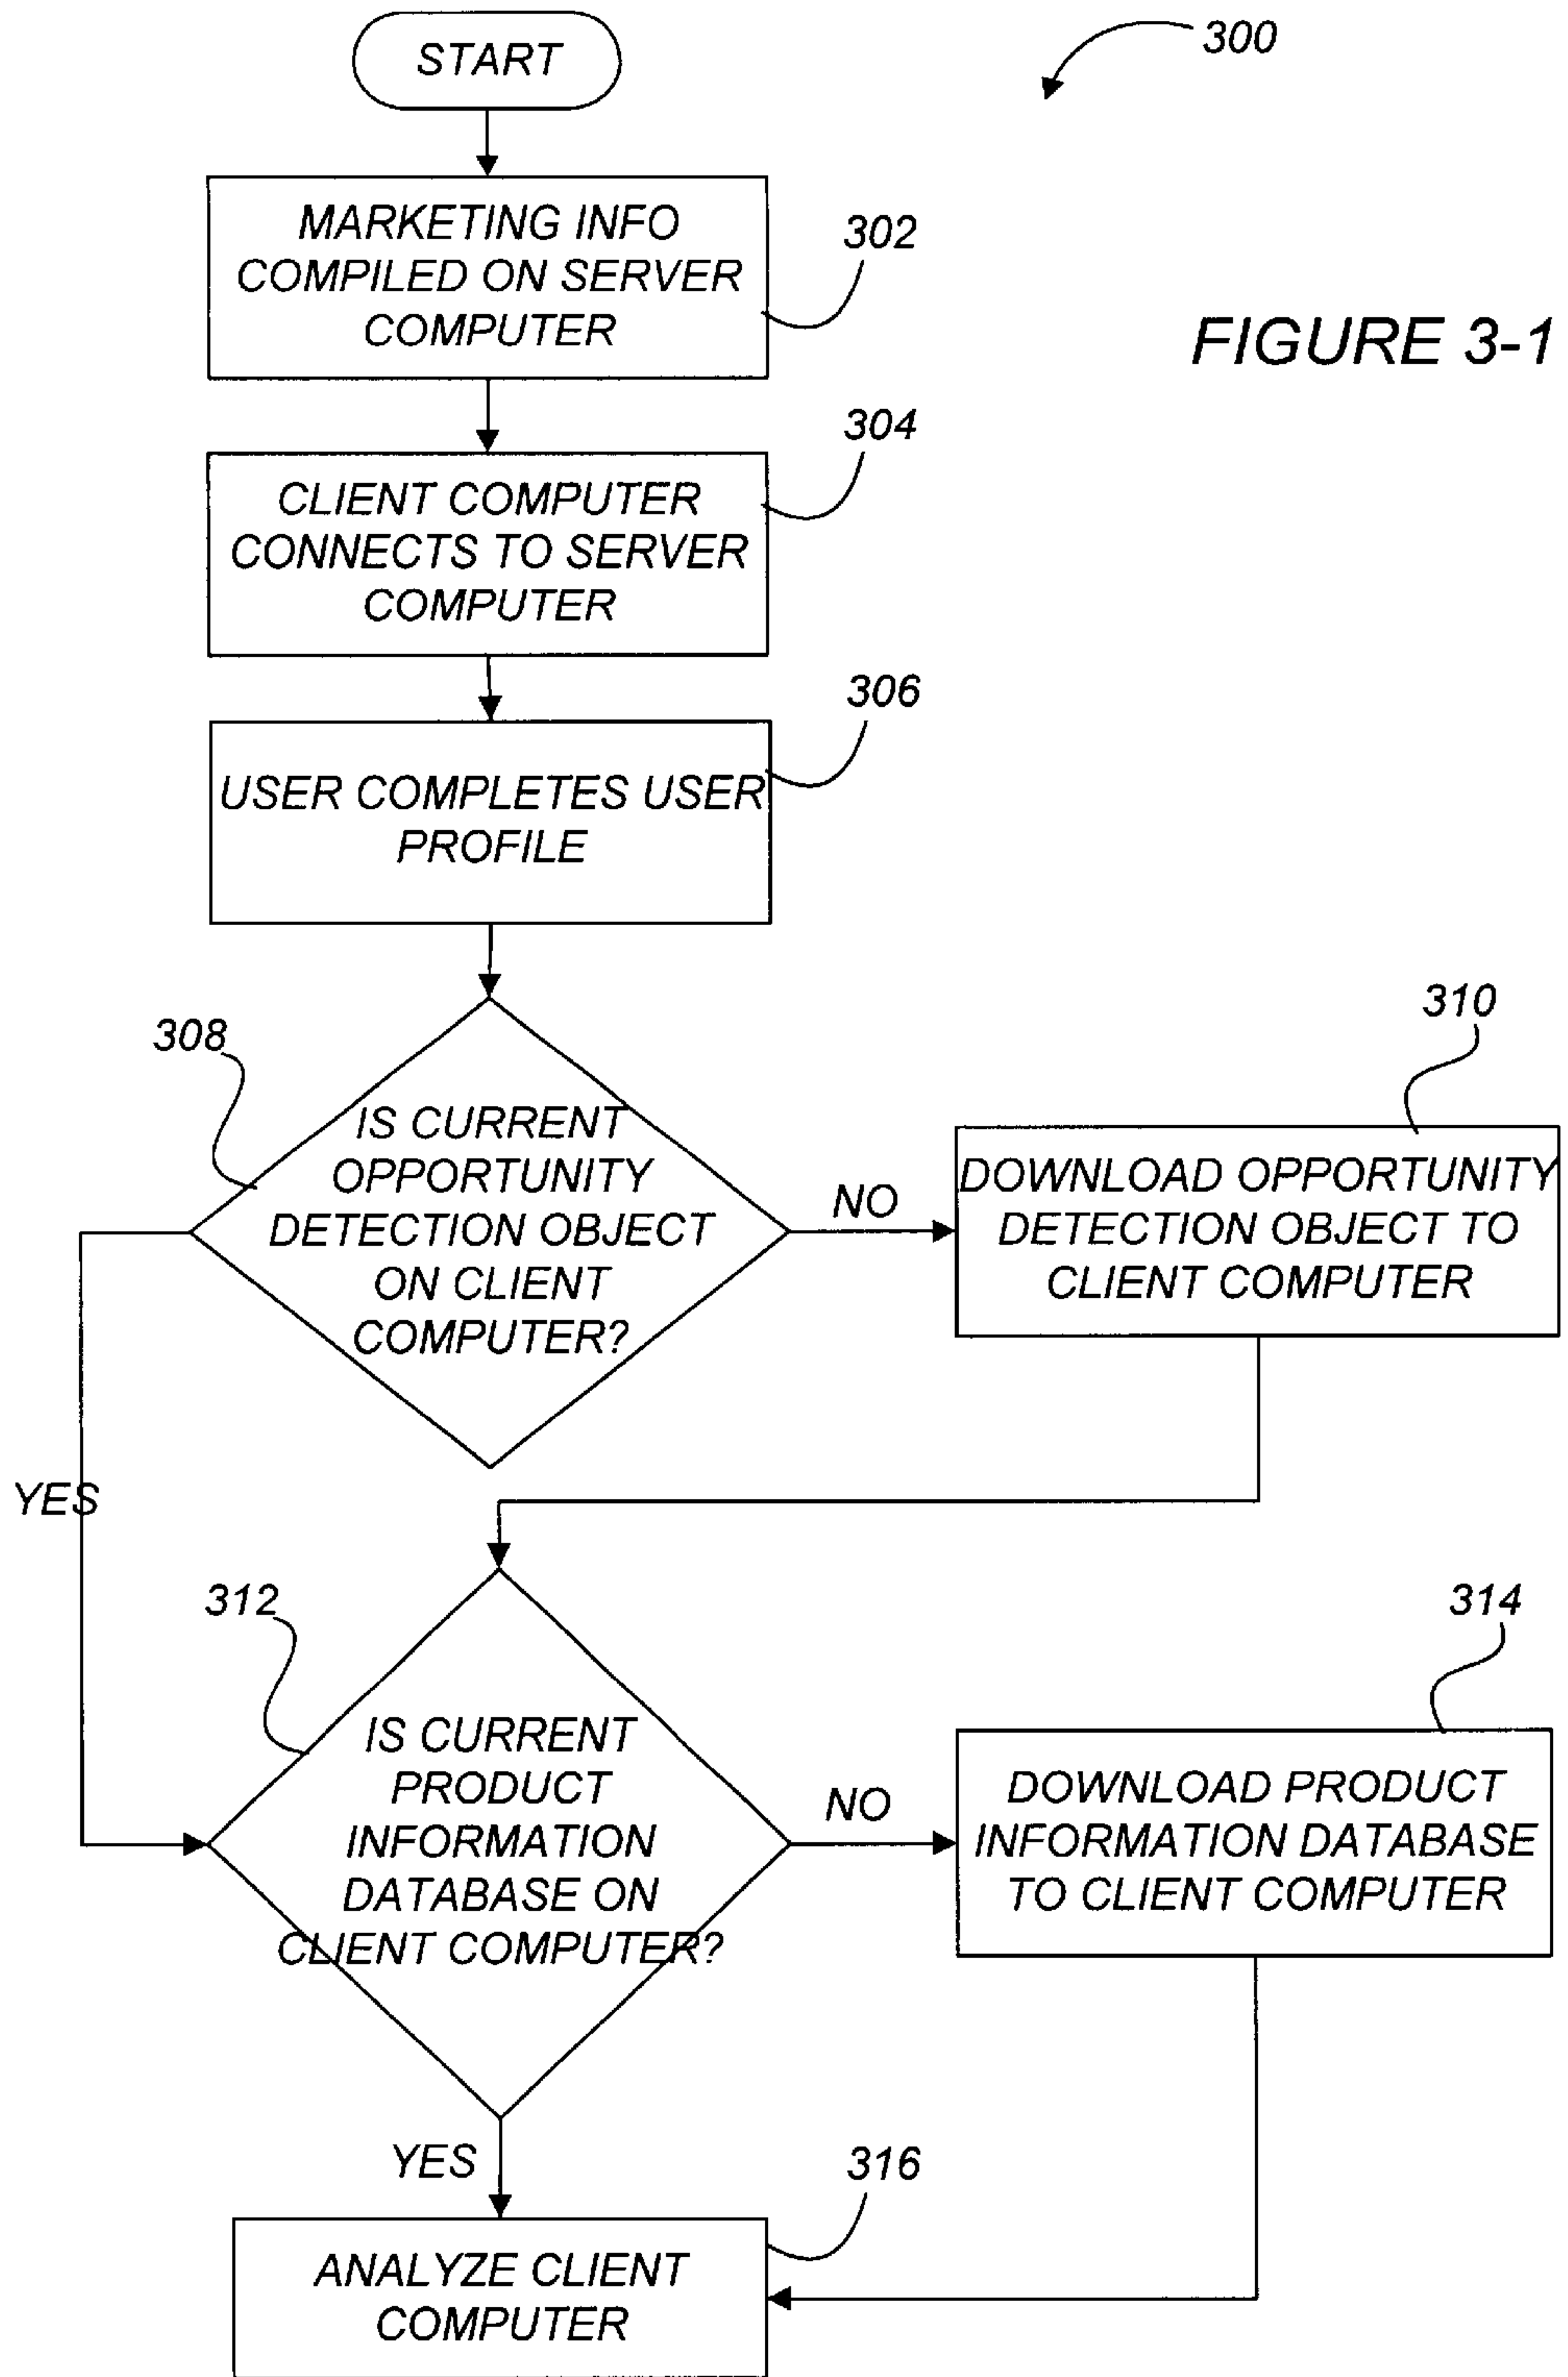 START
300
MARKETING INFO
COMPILED ON SERVER
COMPUTER
302
FIGURE 3-1
304
CLIENT COMPUTER
CONNECTS TO SERVER
COMPUTER
306
USER COMPLETES USER
PROFILE
308
IS CURRENT
OPPORTUNITY
DETECTION OBJECT
ON CLIENT
COMPUTER?
NO
310
DOWNLOAD OPPORTUNITY
DETECTION OBJECT TO
CLIENT COMPUTER
YES
312
IS CURRENT
PRODUCT
INFORMATION
DATABASE ON
CLIENT COMPUTER?
NO
314
DOWNLOAD PRODUCT
INFORMATION DATABASE
TO CLIENT COMPUTER
YES
316
ANALYZE CLIENT
COMPUTER